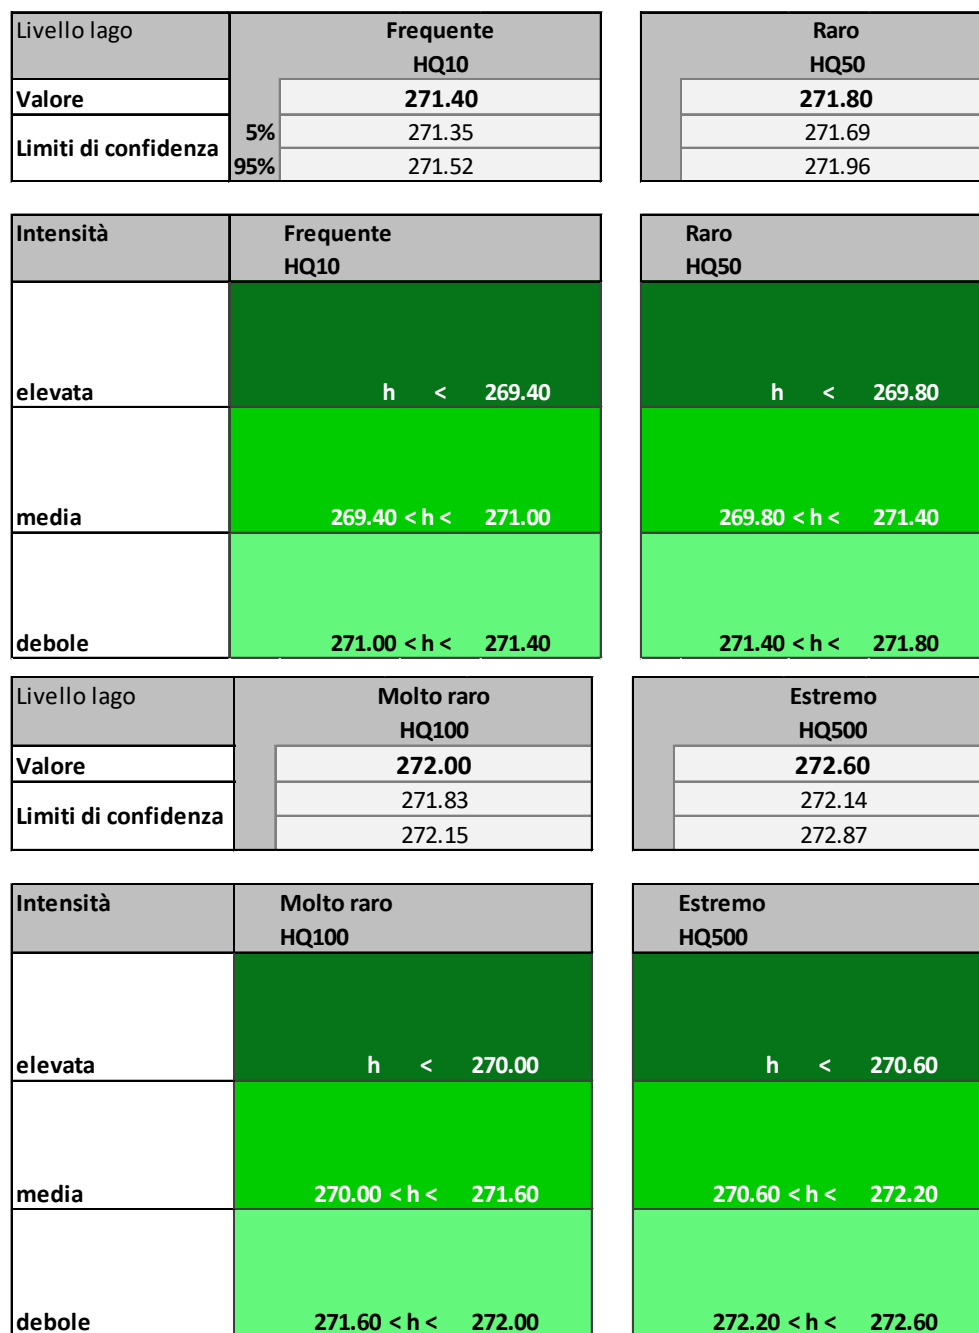 Livello lago Frequente Raro
HQ10 HQ50
Valore 271.40 271.80
Limiti di confidenza 5% 271.35 271.69
95% 271.52 271.96
Intensità Frequente Raro
HQ10 HQ50
elevata h < 269.40 h < 269.80
media 269.40 < h < 271.00 269.80 < h < 271.40
debole 271.00 < h < 271.40 271.40 < h < 271.80
Livello lago Molto raro Estremo
HQ100 HQ500
Valore 272.00 272.60
Limiti di confidenza 271.83 272.14
272.15 272.87
Intensità Molto raro Estremo
HQ100 HQ500
elevata h < 270.00 h < 270.60
media 270.00 < h < 271.60 270.60 < h < 272.20
debole 271.60 < h < 272.00 272.20 < h < 272.60